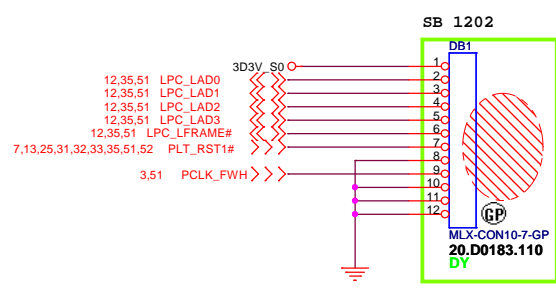 SB 1202
DB1
3D3V_S0
1
12,35,51 LPC_LAD0
2
12,35,51 LPC_LAD1
3
12,35,51 LPC_LAD2
4
12,35,51 LPC_LAD3
5
12,35,51 LPC_LFRAME#
6
7,13,25,31,32,33,35,51,52 PLT_RST1#
7
8
3,51 PCLK_FWH
9
10
11
12
GP
MLX-CON10-7-GP
20.D0183.110
DY